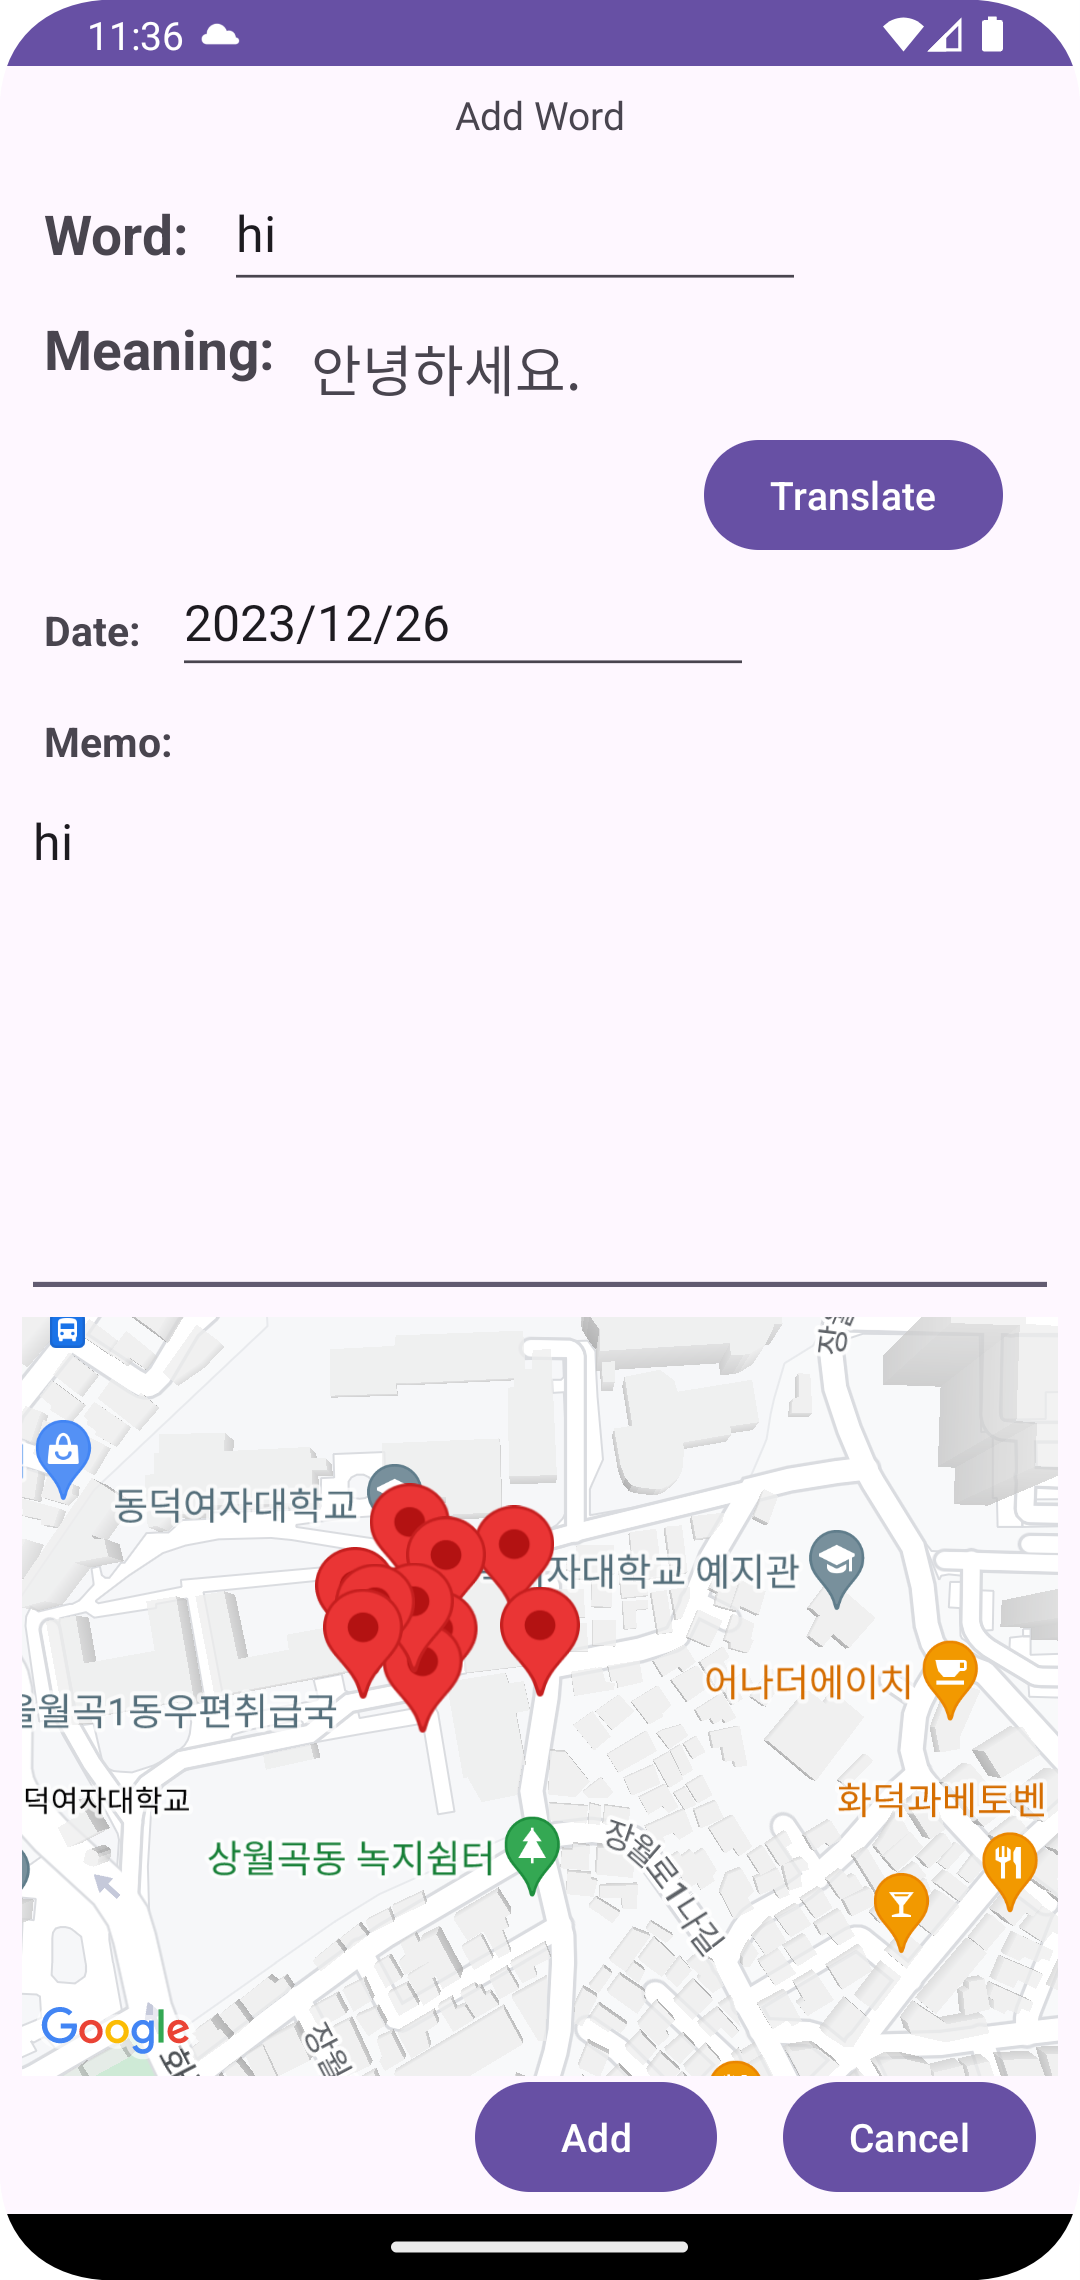 11:36
Add Word
Word: hi
Meaning: 안녕하세요.
Translate
Date: 2023/12/26
Memo:
hi
동덕여자대학교
자대학교 예지관
어나더에이치
월곡1동우편취급국
덕여자대학교
화덕과베토벤
상월곡동 녹지쉼터
장월로1나길
Google
장월
Add Cancel